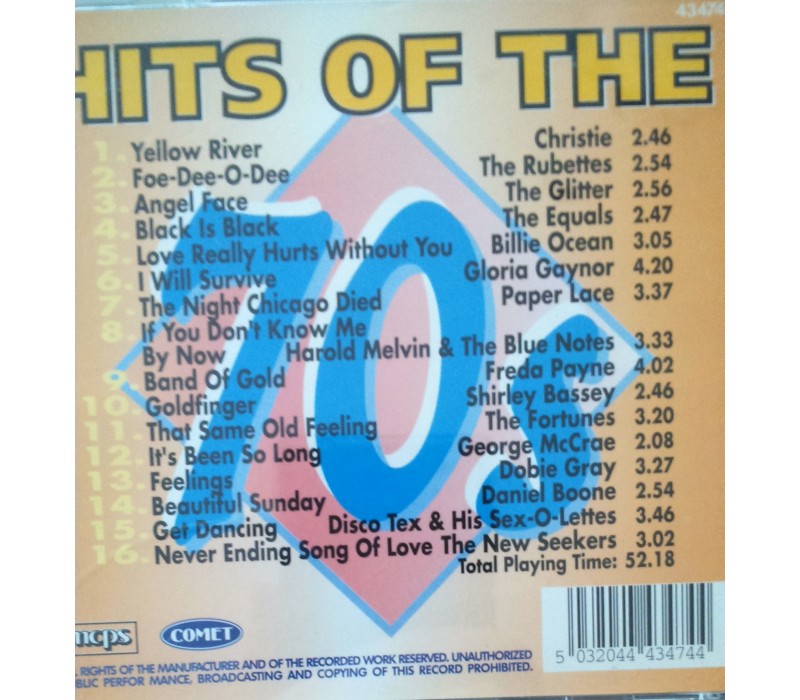 43474
HITS OF THE
70s
1. Yellow River Christie 2.46
2. Foe-Dee-O-Dee The Rubettes 2.54
3. Angel Face The Glitter 2.56
4. Black Is Black The Equals 2.47
5. Love Really Hurts Without You Billie Ocean 3.05
6. I Will Survive Gloria Gaynor 4.20
7. The Night Chicago Died Paper Lace 3.37
8. If You Don't Know Me
By Now Harold Melvin & The Blue Notes 3.33
9. Band Of Gold Freda Payne 4.02
10. Goldfinger Shirley Bassey 2.46
11. That Same Old Feeling The Fortunes 3.20
12. It's Been So Long George McCrae 2.08
13. Feelings Dobie Gray 3.27
14. Beautiful Sunday Daniel Boone 2.54
15. Get Dancing Disco Tex & His Sex-O-Lettes 3.46
16. Never Ending Song Of Love The New Seekers 3.02
Total Playing Time: 52.18
mcps COMET
RIGHTS OF THE MANUFACTURER AND OF THE RECORDED WORK RESERVED. UNAUTHORIZED
BLIC PERFOR MANCE, BROADCASTING AND COPYING OF THIS RECORD PROHIBITED.
5 032044 434744